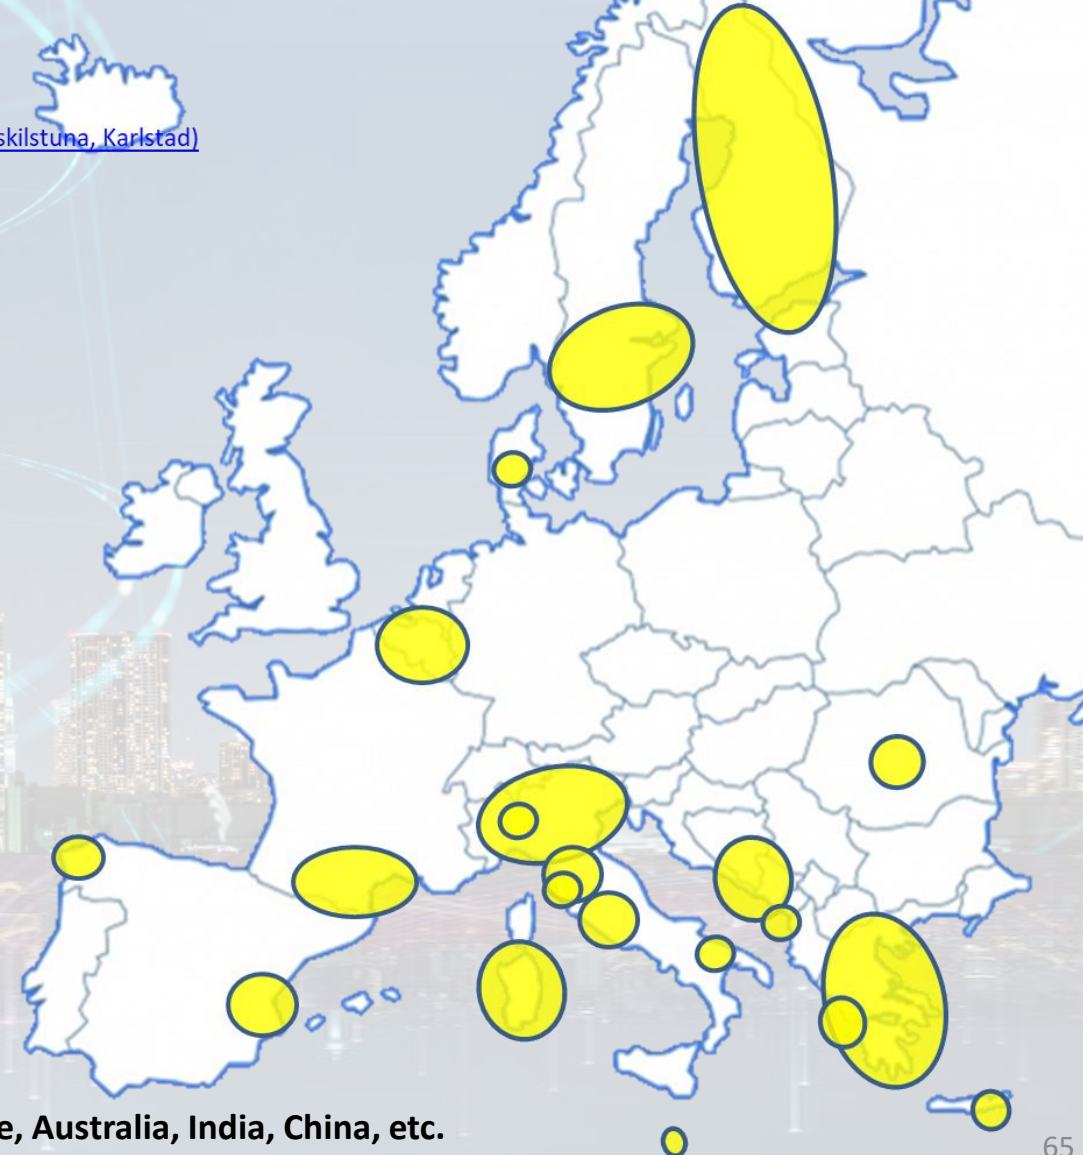 skilstuna, Karlstad)
e, Australia, India, China, etc.
65